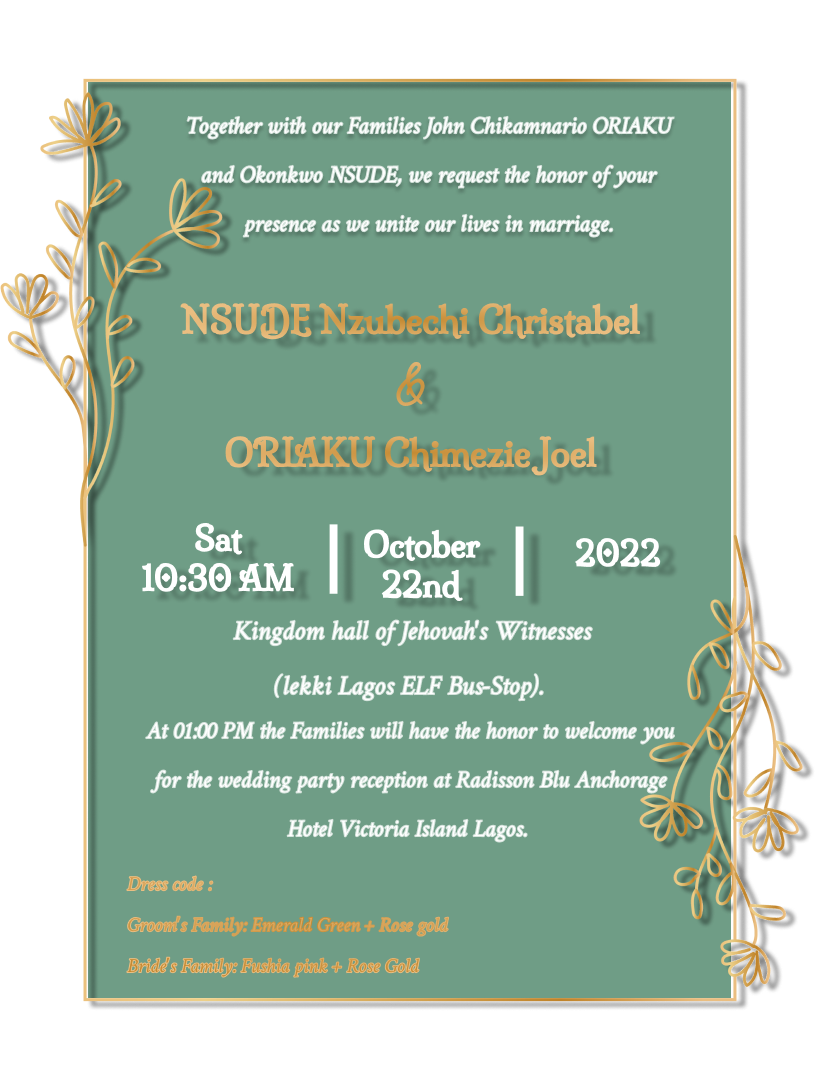 Together with our Families John Chikamnario ORIAKU
and Okonkwo NSUDE, we request the honor of your
presence as we unite our lives in marriage.
NSUDE Nzubechi Christabel
&
ORIAKU Chimezie Joel
Sat
10:30 AM
October
22nd
2022
Kingdom hall of Jehovah's Witnesses
(lekki Lagos ELF Bus-Stop).
At 01:00 PM the Families will have the honor to welcome you
for the wedding party reception at Radisson Blu Anchorage
Hotel Victoria Island Lagos.
Dress code :
Groom's Family: Emerald Green + Rose gold
Bride's Family: Fushia pink + Rose Gold